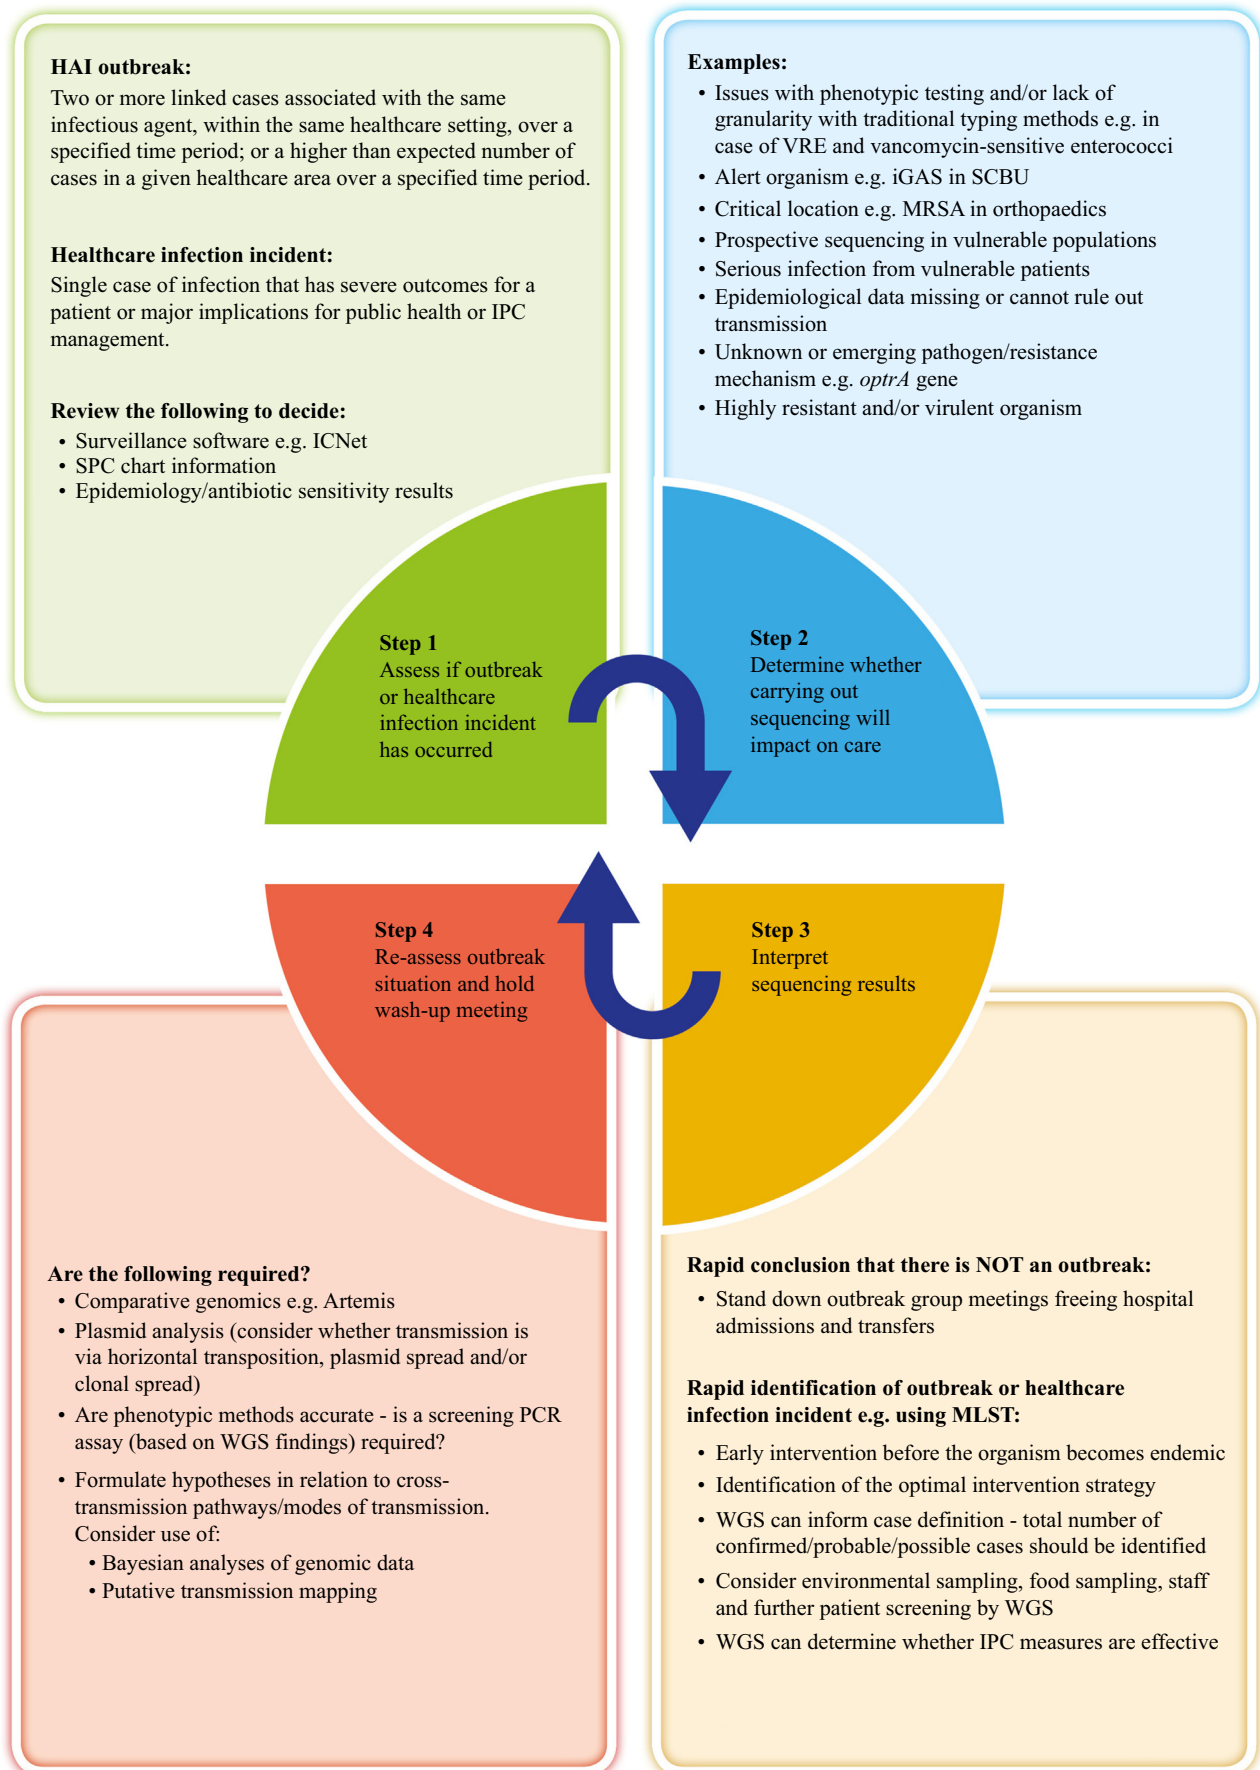 HAI outbreak:
Two or more linked cases associated with the same
infectious agent, within the same healthcare setting, over a
specified time period; or a higher than expected number of
cases in a given healthcare area over a specified time period.
Healthcare infection incident:
Single case of infection that has severe outcomes for a
patient or major implications for public health or IPC
management.
Review the following to decide:
• Surveillance software e.g. ICNet
• SPC chart information
• Epidemiology/antibiotic sensitivity results
Step 1
Assess if outbreak
or healthcare
infection incident
has occurred
Examples:
• Issues with phenotypic testing and/or lack of
granularity with traditional typing methods e.g. in
case of VRE and vancomycin-sensitive enterococci
• Alert organism e.g. iGAS in SCBU
• Critical location e.g. MRSA in orthopaedics
• Prospective sequencing in vulnerable populations
• Serious infection from vulnerable patients
• Epidemiological data missing or cannot rule out
transmission
• Unknown or emerging pathogen/resistance
mechanism e.g. optrA gene
• Highly resistant and/or virulent organism
Step 2
Determine whether
carrying out
sequencing will
impact on care
Step 3
Interpret
sequencing results
Rapid conclusion that there is NOT an outbreak:
• Stand down outbreak group meetings freeing hospital
admissions and transfers
Rapid identification of outbreak or healthcare
infection incident e.g. using MLST:
• Early intervention before the organism becomes endemic
• Identification of the optimal intervention strategy
• WGS can inform case definition - total number of
confirmed/probable/possible cases should be identified
• Consider environmental sampling, food sampling, staff
and further patient screening by WGS
• WGS can determine whether IPC measures are effective
Step 4
Re-assess outbreak
situation and hold
wash-up meeting
Are the following required?
• Comparative genomics e.g. Artemis
• Plasmid analysis (consider whether transmission is
via horizontal transposition, plasmid spread and/or
clonal spread)
• Are phenotypic methods accurate - is a screening PCR
assay (based on WGS findings) required?
• Formulate hypotheses in relation to cross-
transmission pathways/modes of transmission.
Consider use of:
• Bayesian analyses of genomic data
• Putative transmission mapping